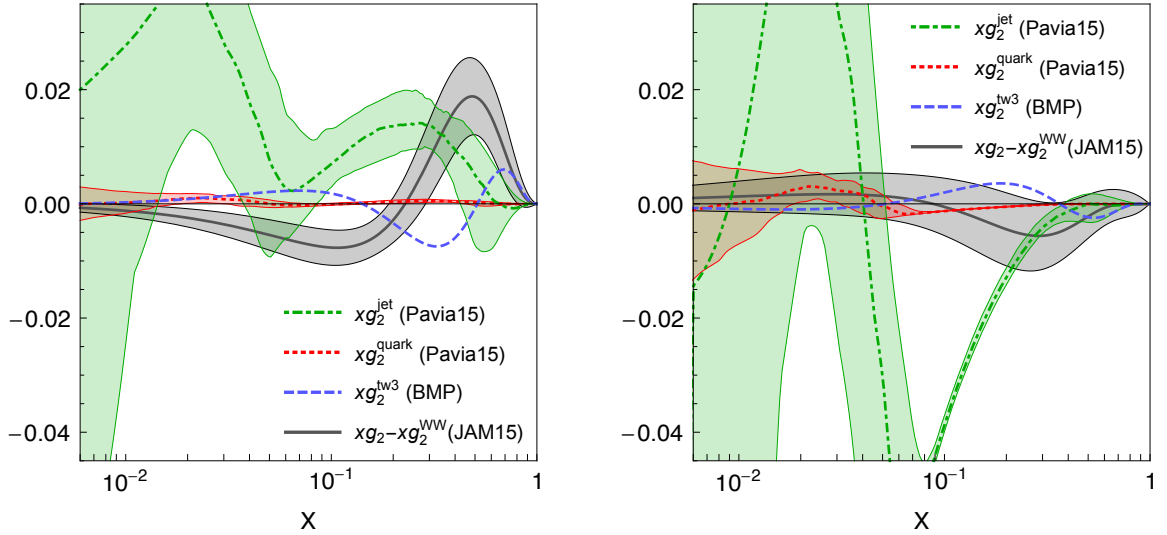 0.02
0.00
−0.02
−0.04
xg₂^jet (Pavia15)
xg₂^quark (Pavia15)
xg₂^tw3 (BMP)
xg₂−xg₂^WW(JAM15)
10⁻²
10⁻¹
1
X
xg₂^jet (Pavia15)
xg₂^quark (Pavia15)
xg₂^tw3 (BMP)
xg₂−xg₂^WW(JAM15)
0.02
0.00
−0.02
−0.04
10⁻²
10⁻¹
1
X